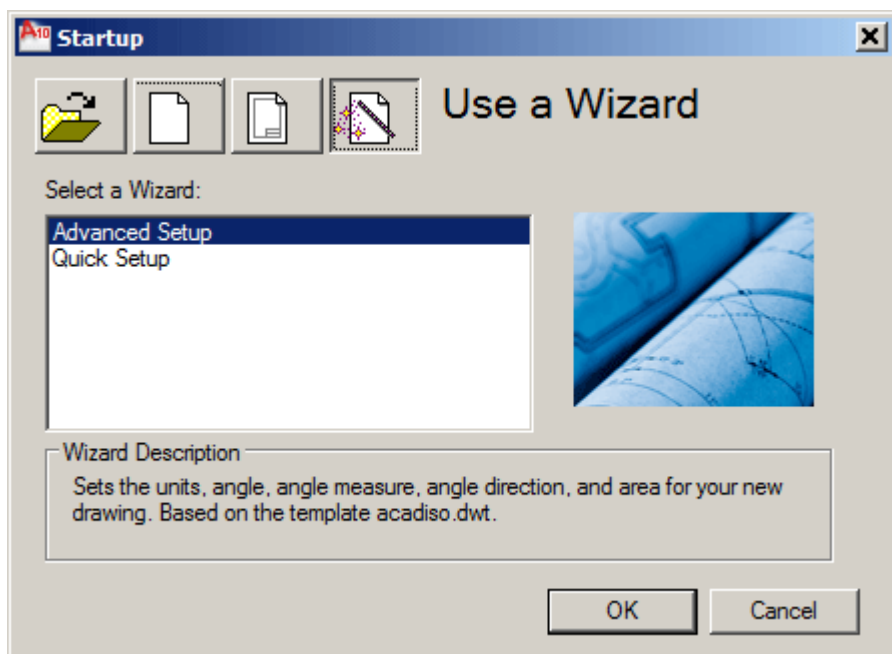 A10 Startup
Use a Wizard
Select a Wizard:
Advanced Setup
Quick Setup
Wizard Description
Sets the units, angle, angle measure, angle direction, and area for your new
drawing. Based on the template acadiso.dwt.
OK Cancel